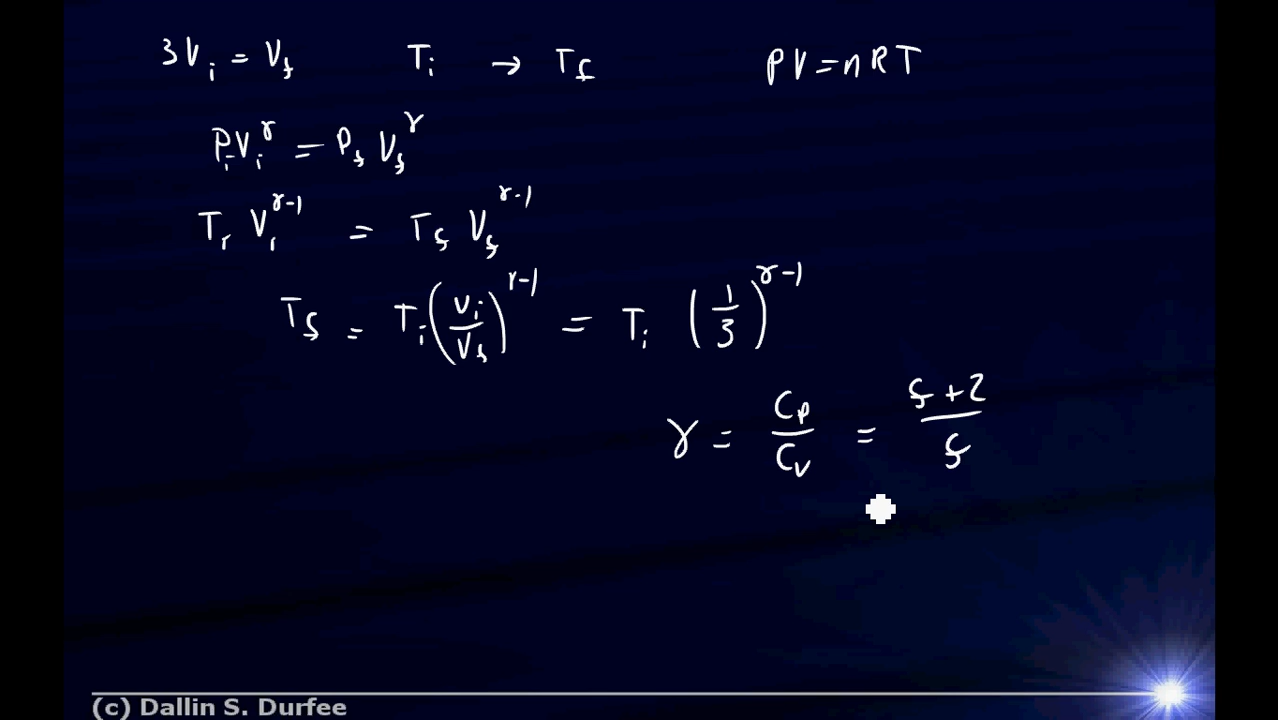 3V_i = V_f T_i → T_f PV = nRT
P_i V_i^γ = P_f V_f^γ
T_i V_i^{γ-1} = T_f V_f^{γ-1}
T_f = T_i (V_i/V_f)^{γ-1} = T_i (1/3)^{γ-1}
γ = C_P/C_V = (f+2)/f
(c) Dallin S. Durfee